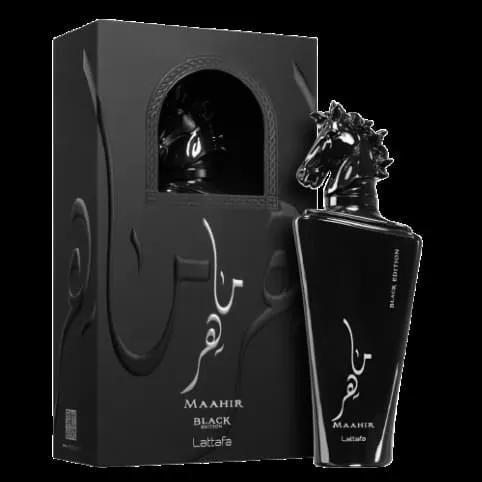 ماهر
MAAHIR
BLACK
EDITION
Lattafa
BLACK EDITION
ماهر
MAAHIR
Lattafa